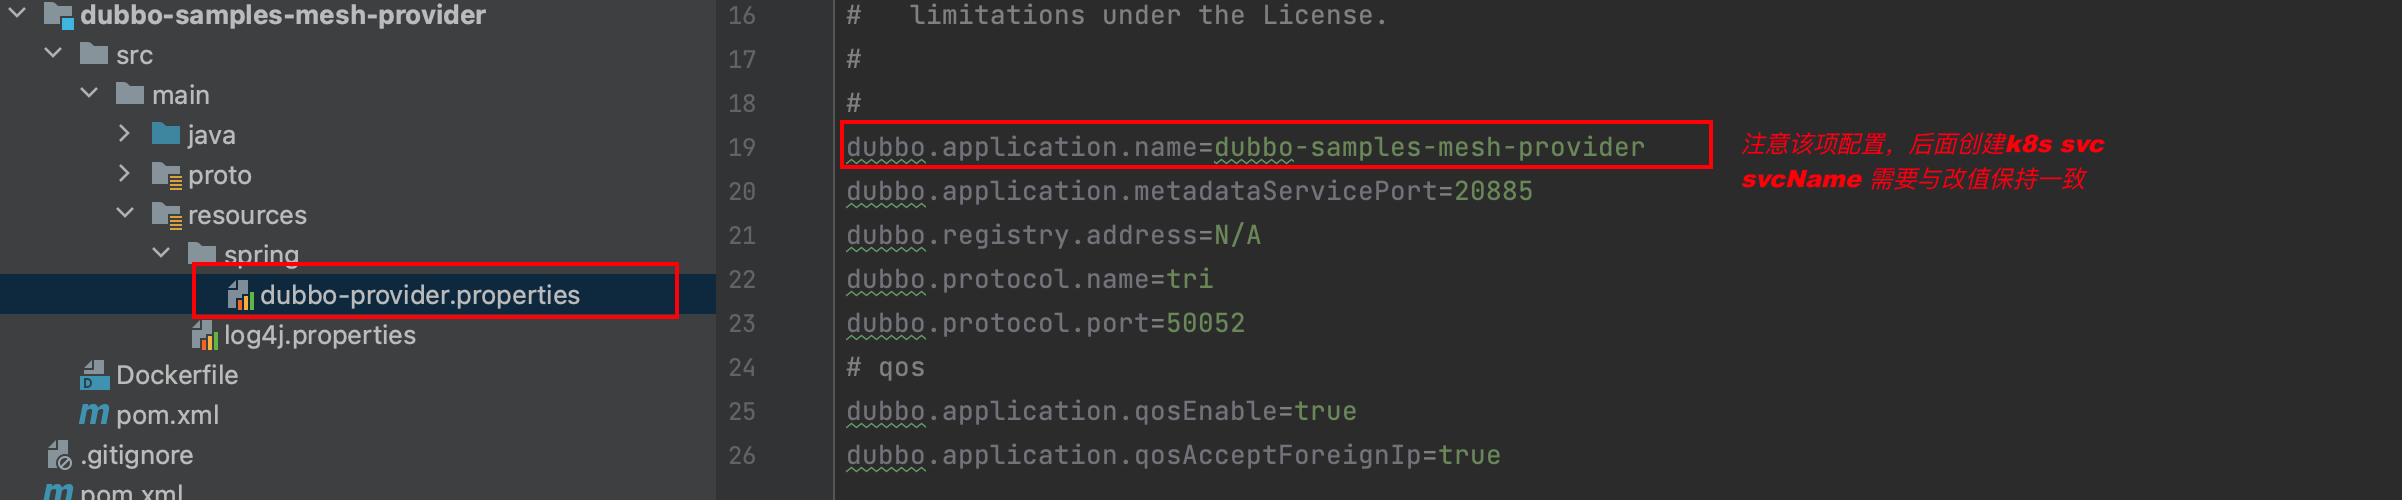 dubbo-samples-mesh-provider
src
main
java
proto
resources
spring
dubbo-provider.properties
log4j.properties
Dockerfile
pom.xml
.gitignore
pom.xml
16 #   limitations under the License.
17 #
18 #
19 dubbo.application.name=dubbo-samples-mesh-provider
20 dubbo.application.metadataServicePort=20885
21 dubbo.registry.address=N/A
22 dubbo.protocol.name=tri
23 dubbo.protocol.port=50052
24 # qos
25 dubbo.application.qosEnable=true
26 dubbo.application.qosAcceptForeignIp=true
注意该项配置，后面创建k8s svc
svcName 需要与改值保持一致